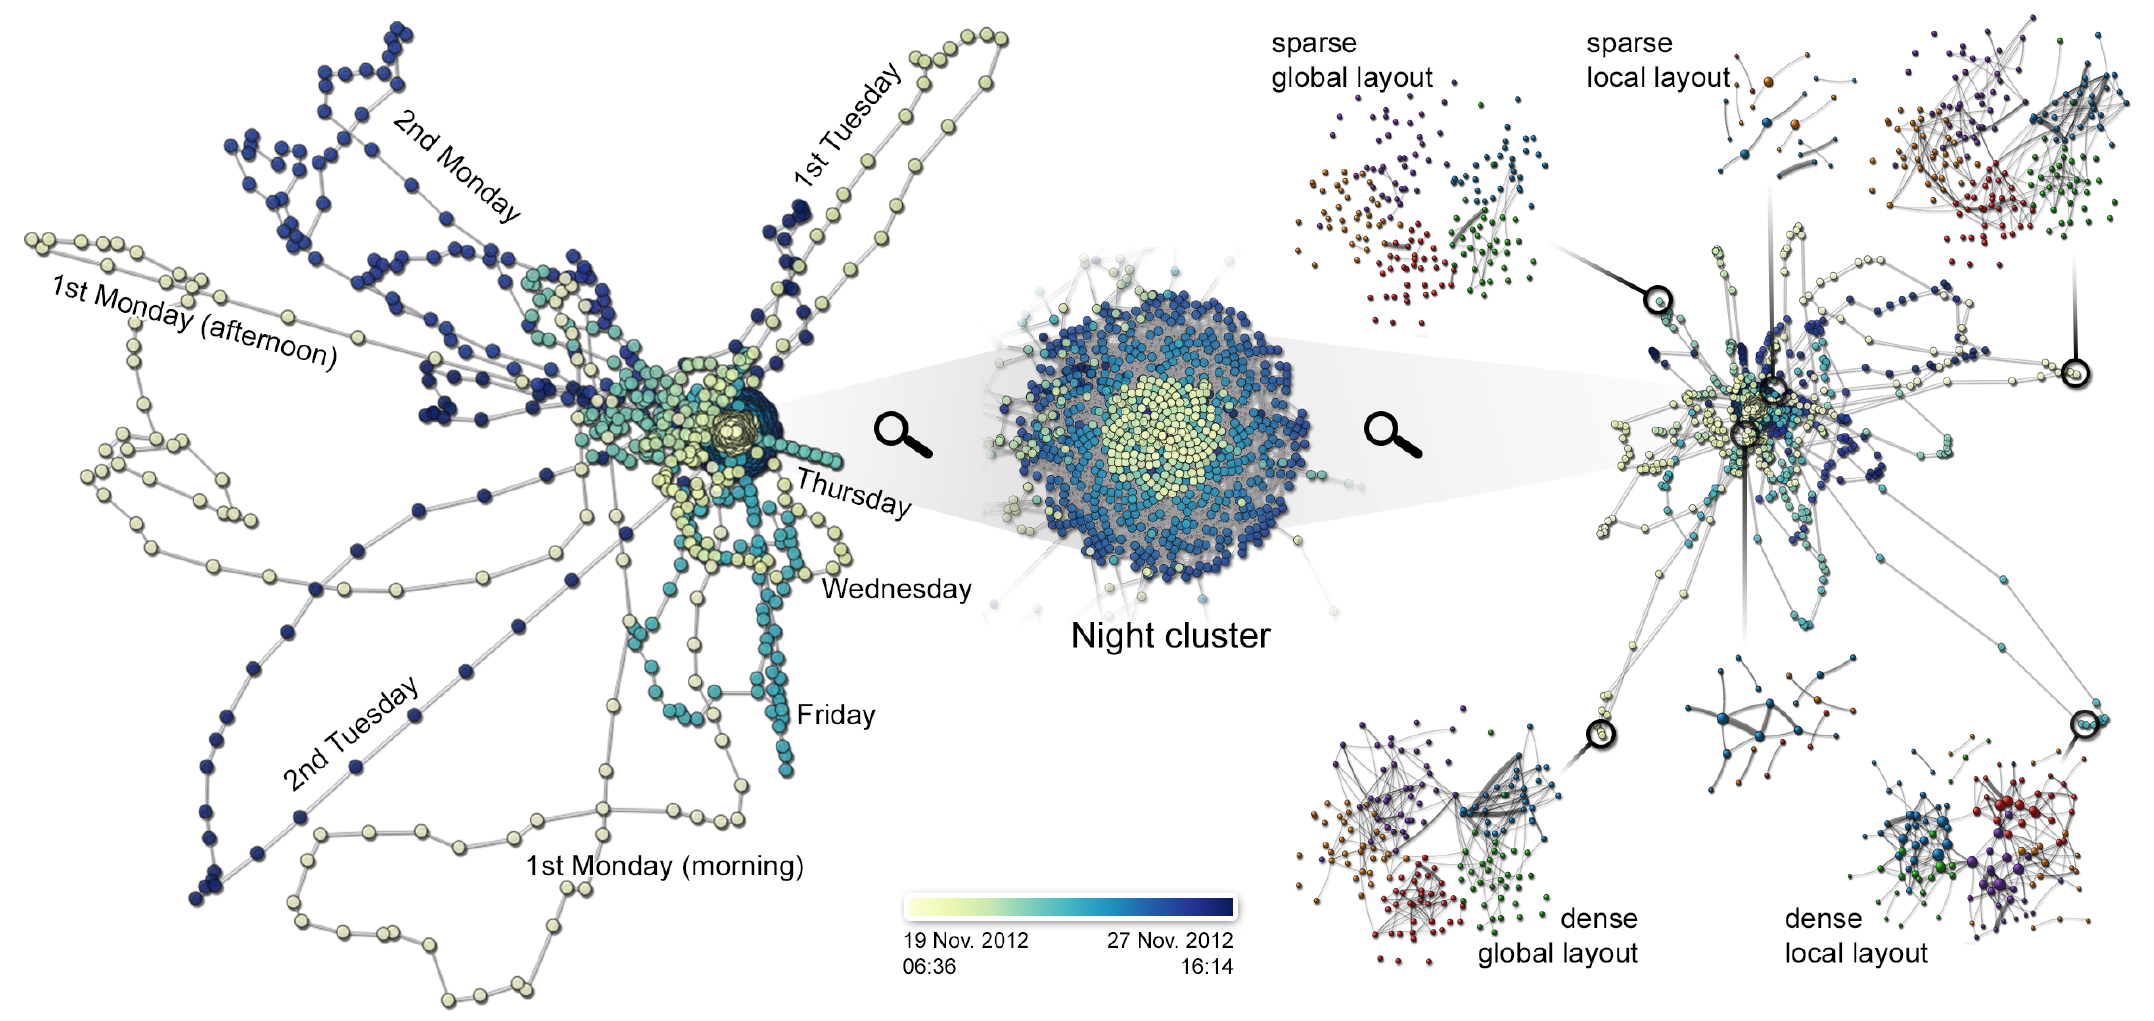 2nd Monday
1st Tuesday
1st Monday (afternoon)
Thursday
Wednesday
Friday
2nd Tuesday
1st Monday (morning)
Night cluster
19 Nov. 2012
06:36
27 Nov. 2012
16:14
sparse
global layout
sparse
local layout
dense
global layout
dense
local layout